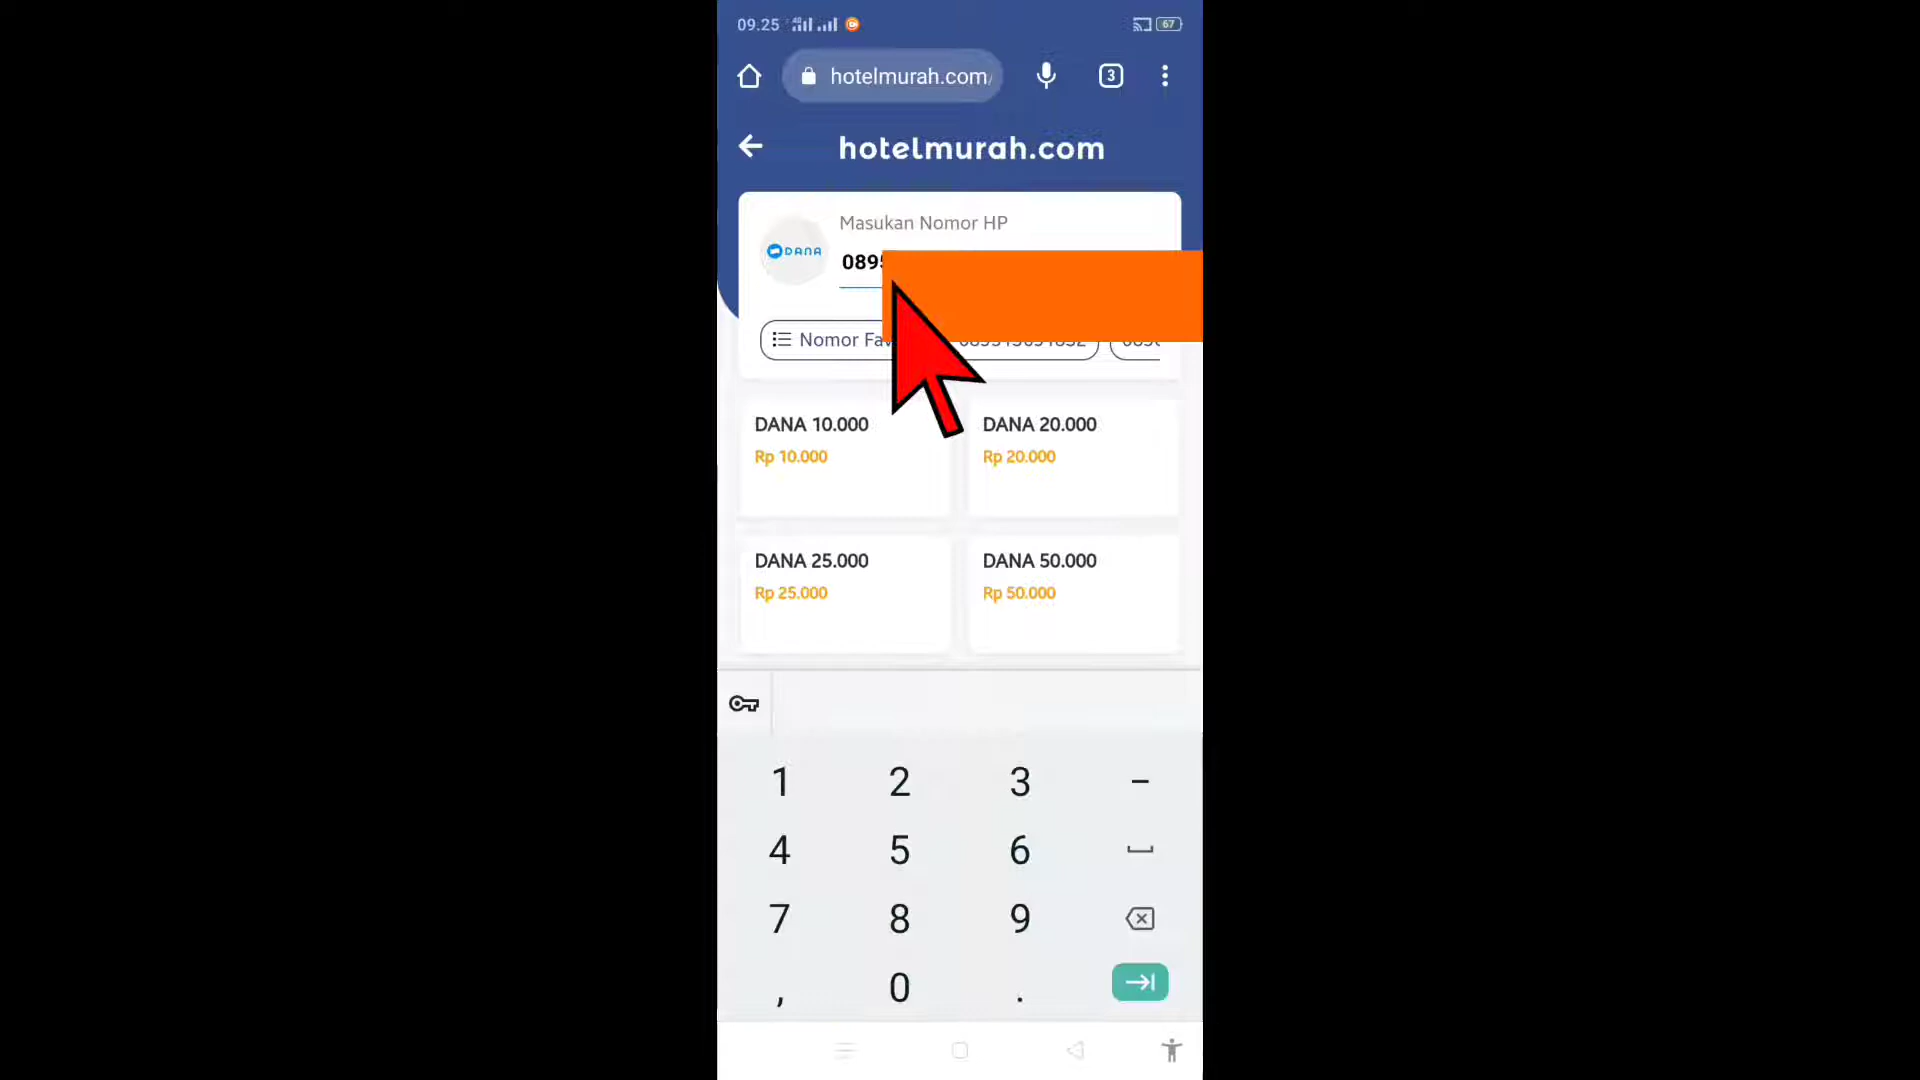 09.25
67
hotelmurah.com
3
hotelmurah.com
Masukan Nomor HP
DANA
089
Nomor
DANA 10.000
DANA 20.000
Rp 10.000
Rp 20.000
DANA 25.000
DANA 50.000
Rp 25.000
Rp 50.000
1 2 3 -
4 5 6
7 8 9
, 0 .